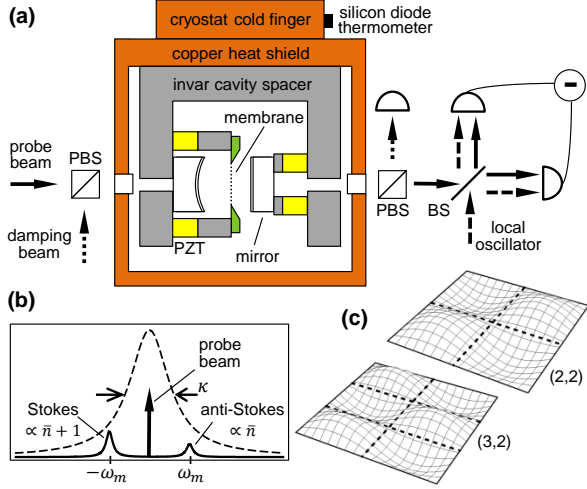 (a)
cryostat cold finger
silicon diode
thermometer
copper heat shield
invar cavity spacer
membrane
probe
beam
PBS
damping
beam
PZT
mirror
PBS
BS
local
oscillator
−
(b)
probe
beam
κ
Stokes
∝ n̄ + 1
anti-Stokes
∝ n̄
−ωₘ
ωₘ
(c)
(2,2)
(3,2)